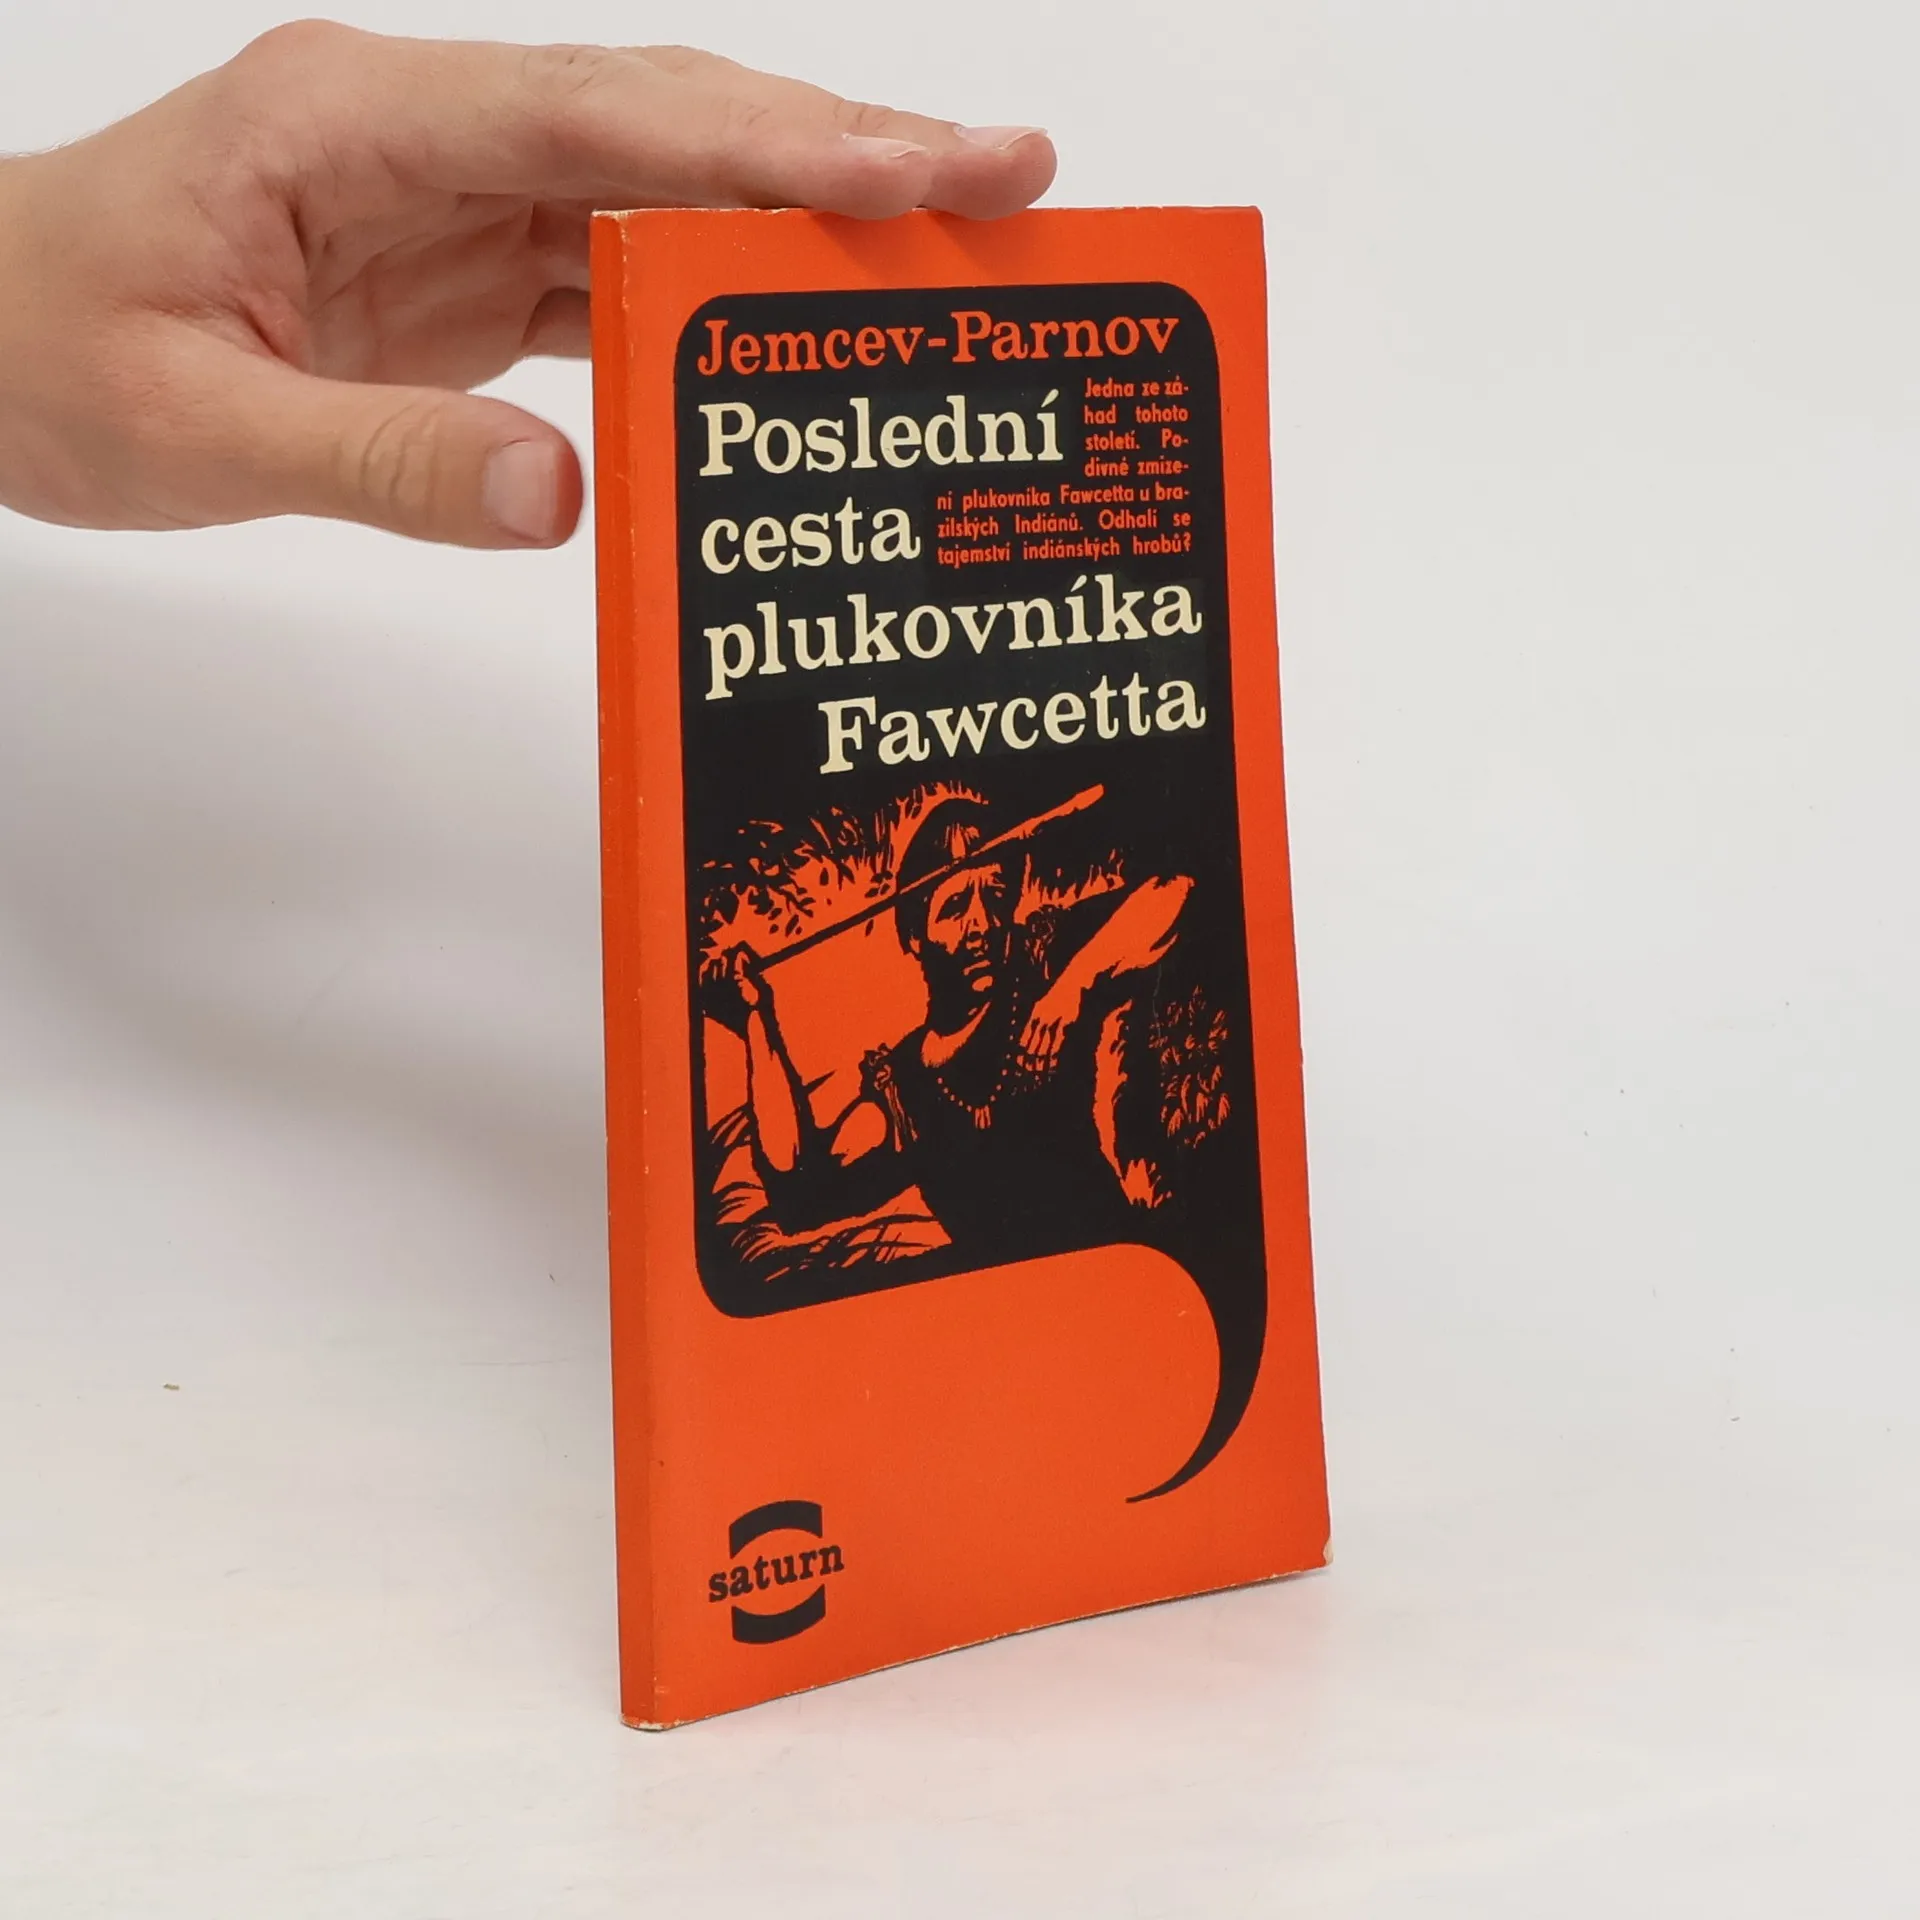 Jemcev-Parnov
Poslední
cesta
plukovníka
Fawcetta
Jedna ze zá-
had tohoto
století. Po-
divné zmize-
ní plukovníka Fawcetta u bra-
zilských Indiánů. Odhalí se
tajemství indiánských hrobů?
saturn